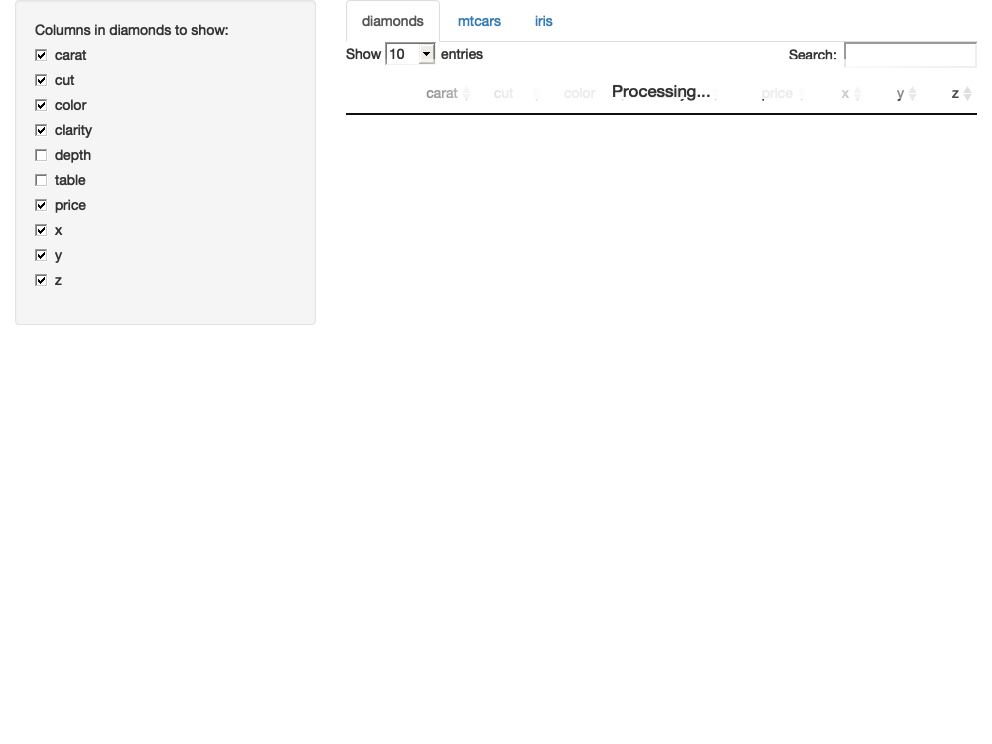 Columns in diamonds to show:
carat
cut
color
clarity
depth
table
price
x
y
z
diamonds mtcars iris
Show 10 entries Search:
carat cut color Processing... price x y z